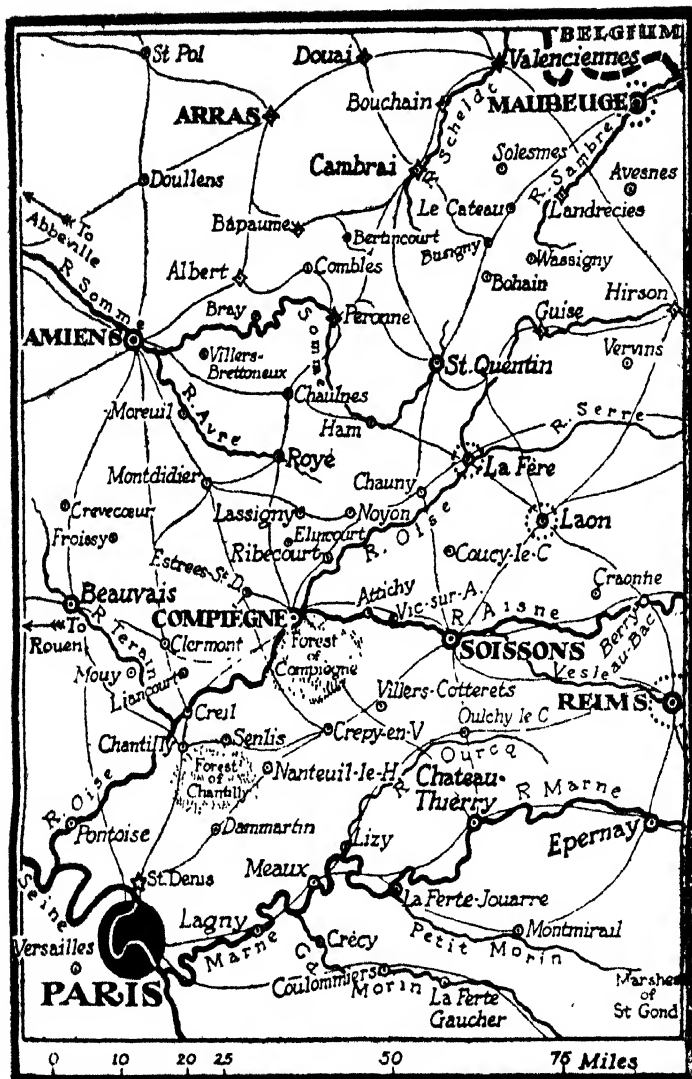 BELGIUM
St Pol
Douai
Valenciennes
Bouchain
MAUBEUGE
ARRAS
R. Scheldt
Cambrai
Solesmes
R. Sambre
Avesnes
Doullens
Le Cateau
Landrecies
To
Abbeville
Bapaume
Bertincourt
Busigny
Wassigny
R. Somme
Albert
Combles
Bohain
Hirson
Bray
Somme
Peronne
Guise
AMIENS
Villers-
Brettoneux
St. Quentin
Vervins
R. Avre
Chaulnes
Moreuil
Ham
R. Serre
Roye
La Fère
Montdidier
Chauny
Crevecœur
Lassigny
Noyon
Laon
Froissy
Elincourt
R. Oise
Ribecourt
Coucy-le-C
Estrees-St-D.
Craonne
Beauvais
Attichy
Vic-sur-A.
R. Aisne
COMPIEGNE
To
Rouen
R. Terain
Clermont
Forest
of
Compiegne
SOISSONS
Berry-
au-Bac
Vesle
Mouy
Liancourt
Villers-Cotterets
REIMS
Creil
Oulchy le C
Chantilly
Senlis
Crepy-en-V
R. Ourcq
Forest
of
Chantilly
Nanteuil-le-H
Chateau-
Thierry
R Marne
R. Oise
Pontoise
Dammartin
Lizy
Epernay
St. Denis
Meaux
La Ferte-Jouarre
Seine
Lagny
Marne
Montmirail
Versailles
Crécy
Petit Morin
Gd
Morin
Coulommiers
PARIS
La Ferte
Gaucher
Marshes
of
St Gond
0 10 20 25 50 75 Miles